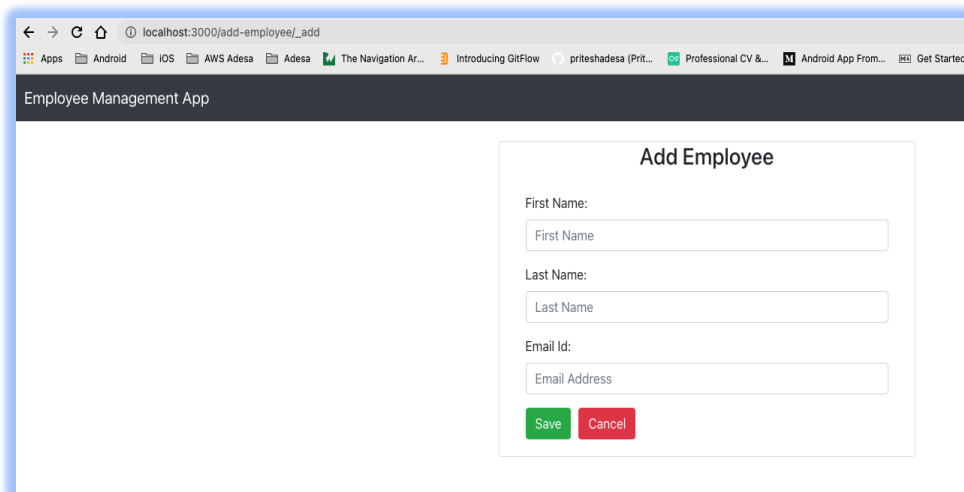 localhost:3000/add-employee/_add
Apps Android iOS AWS Adesa Adesa The Navigation Ar... Introducing GitFlow priteshadesa (Prit... Professional CV &... Android App From... Get Started
Employee Management App
Add Employee
First Name:
First Name
Last Name:
Last Name
Email Id:
Email Address
Save Cancel